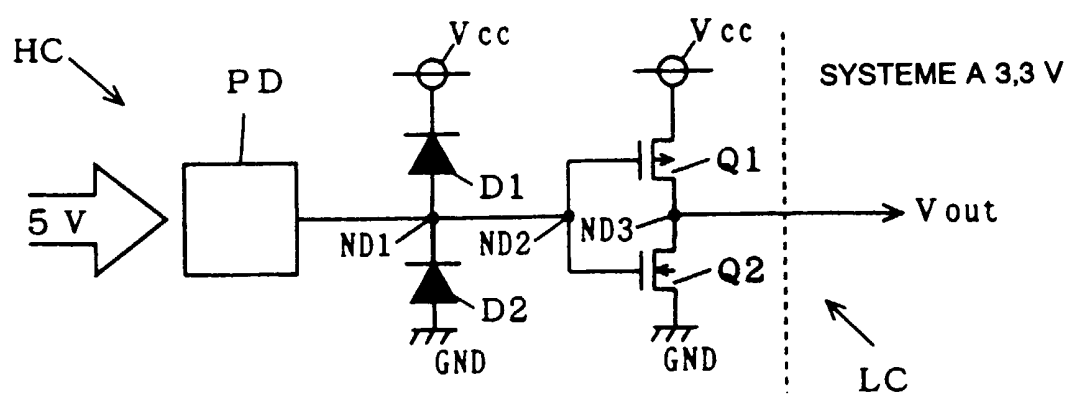 HC
PD
Vcc
Vcc
SYSTEME A 3,3 V
5 V
D1
Q1
ND1
ND2
ND3
Vout
D2
Q2
GND
GND
LC